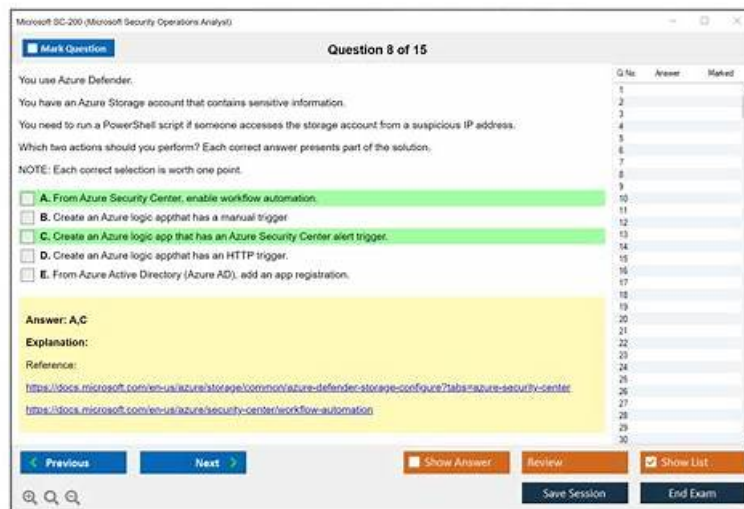 Microsoft SC-200 (Microsoft Security Operations Analyst)
Mark Question
Question 8 of 15
You use Azure Defender.
You have an Azure Storage account that contains sensitive information.
You need to run a PowerShell script if someone accesses the storage account from a suspicious IP address.
Which two actions should you perform? Each correct answer presents part of the solution.
NOTE: Each correct selection is worth one point.
A. From Azure Security Center, enable workflow automation.
B. Create an Azure logic appthat has a manual trigger
C. Create an Azure logic app that has an Azure Security Center alert trigger.
D. Create an Azure logic appthat has an HTTP trigger.
E. From Azure Active Directory (Azure AD), add an app registration.
Answer: A,C
Explanation:
Reference:
https://docs.microsoft.com/en-us/azure/storage/common/azure-defender-storage-configure?tabs=azure-security-center
https://docs.microsoft.com/en-us/azure/security-center/workflow-automation
Q.No Answer Marked
1
2
3
4
5
6
7
8
9
10
11
12
13
14
15
16
17
18
19
20
21
22
23
24
25
26
27
28
29
30
Previous
Next
Show Answer
Review
Show List
Save Session
End Exam